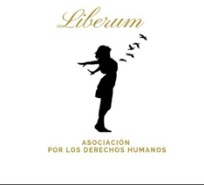 Liberum
ASOCIACIÓN
POR LOS DERECHOS HUMANOS